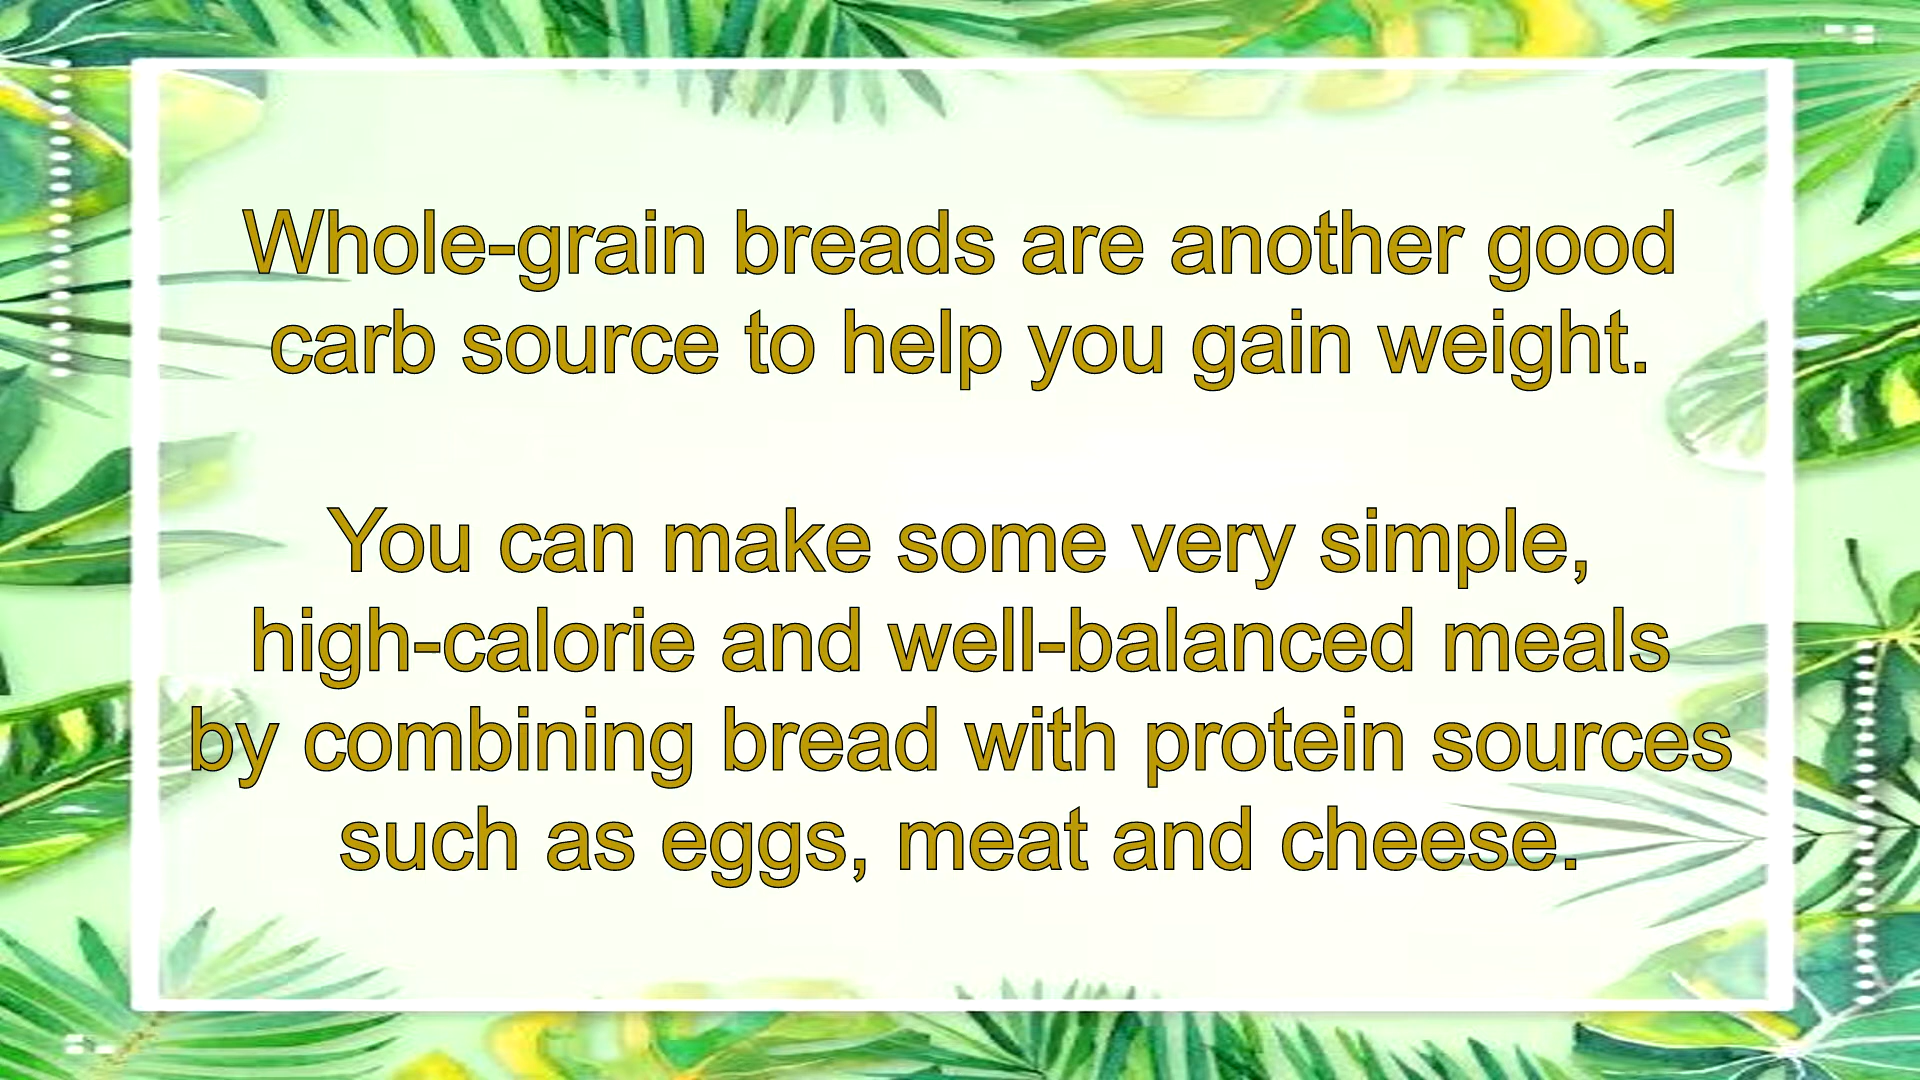 Whole-grain breads are another good
carb source to help you gain weight.
You can make some very simple,
high-calorie and well-balanced meals
by combining bread with protein sources
such as eggs, meat and cheese.